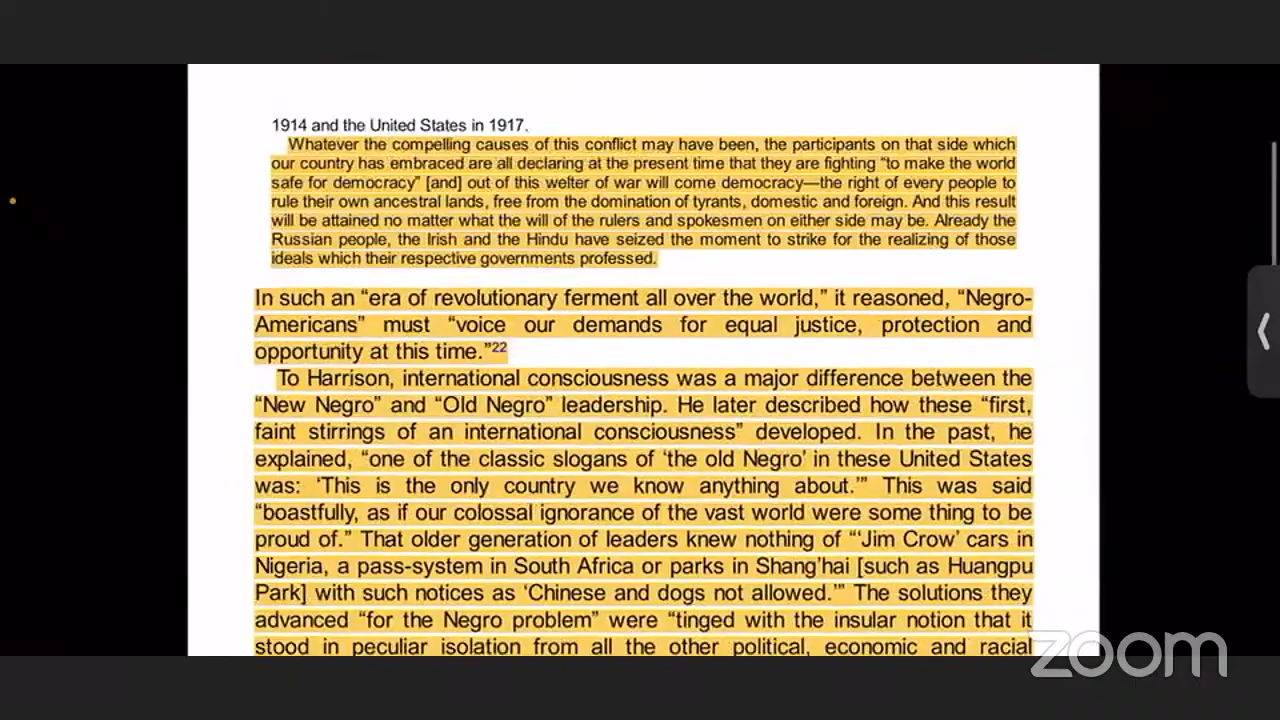 1914 and the United States in 1917.
Whatever the compelling causes of this conflict may have been, the participants on that side which
our country has embraced are all declaring at the present time that they are fighting “to make the world
safe for democracy” [and] out of this welter of war will come democracy—the right of every people to
rule their own ancestral lands, free from the domination of tyrants, domestic and foreign. And this result
will be attained no matter what the will of the rulers and spokesmen on either side may be. Already the
Russian people, the Irish and the Hindu have seized the moment to strike for the realizing of those
ideals which their respective governments professed.
In such an “era of revolutionary ferment all over the world,” it reasoned, “Negro-
Americans” must “voice our demands for equal justice, protection and
opportunity at this time.”22
To Harrison, international consciousness was a major difference between the
“New Negro” and “Old Negro” leadership. He later described how these “first,
faint stirrings of an international consciousness” developed. In the past, he
explained, “one of the classic slogans of ‘the old Negro’ in these United States
was: ‘This is the only country we know anything about.’” This was said
“boastfully, as if our colossal ignorance of the vast world were some thing to be
proud of.” That older generation of leaders knew nothing of “‘Jim Crow’ cars in
Nigeria, a pass-system in South Africa or parks in Shang’hai [such as Huangpu
Park] with such notices as ‘Chinese and dogs not allowed.’” The solutions they
advanced “for the Negro problem” were “tinged with the insular notion that it
stood in peculiar isolation from all the other political, economic and racial
zoom